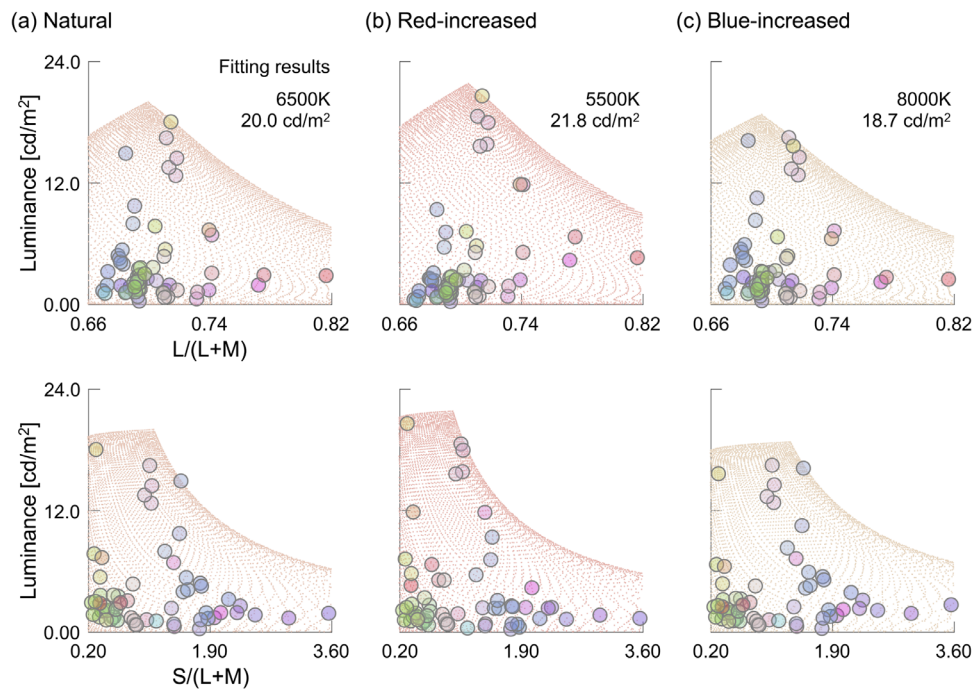 (a) Natural
(b) Red-increased
(c) Blue-increased
24.0
12.0
0.00
Luminance [cd/m²]
Fitting results
6500K
20.0 cd/m²
5500K
21.8 cd/m²
8000K
18.7 cd/m²
0.66
0.74
0.82
L/(L+M)
0.66
0.74
0.82
0.66
0.74
0.82
24.0
12.0
0.00
Luminance [cd/m²]
0.20
1.90
3.60
S/(L+M)
0.20
1.90
3.60
0.20
1.90
3.60